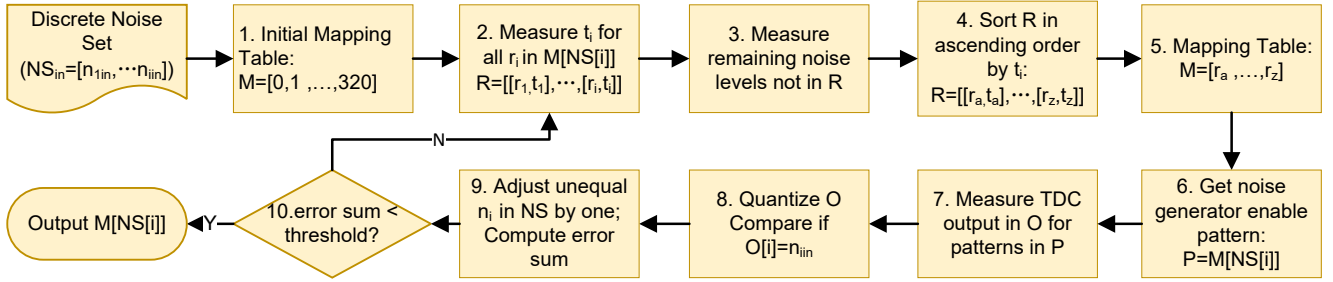 Discrete Noise
Set
(NSin=[n1in,⋯niin])
1. Initial Mapping
Table:
M=[0,1 ,...,320]
2. Measure ti for
all ri in M[NS[i]]
R=[[r1,t1],⋯,[ri,ti]]
3. Measure
remaining noise
levels not in R
4. Sort R in
ascending order
by ti:
R=[[ra,ta],⋯,[rz,tz]]
5. Mapping Table:
M=[ra ,...,rz]
N
Output M[NS[i]]
Y
10.error sum <
threshold?
9. Adjust unequal
ni in NS by one;
Compute error
sum
8. Quantize O
Compare if
O[i]=niin
7. Measure TDC
output in O for
patterns in P
6. Get noise
generator enable
pattern:
P=M[NS[i]]